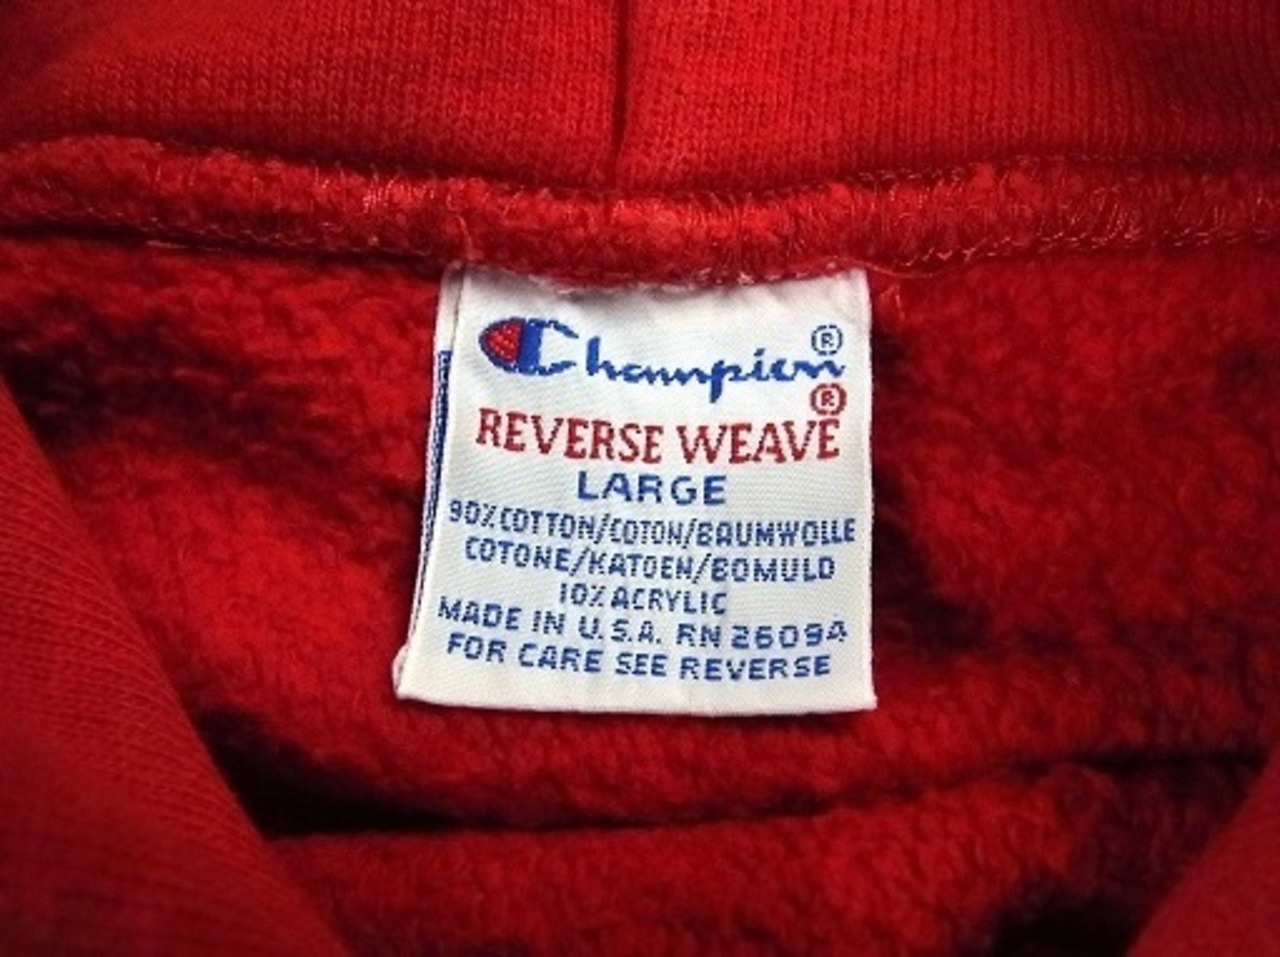 Champion®
®
REVERSE WEAVE
LARGE
90% COTTON/COTON/BAUMWOLLE
COTONE/KATOEN/BOMULD
10% ACRYLIC
MADE IN U.S.A. RN 26094
FOR CARE SEE REVERSE